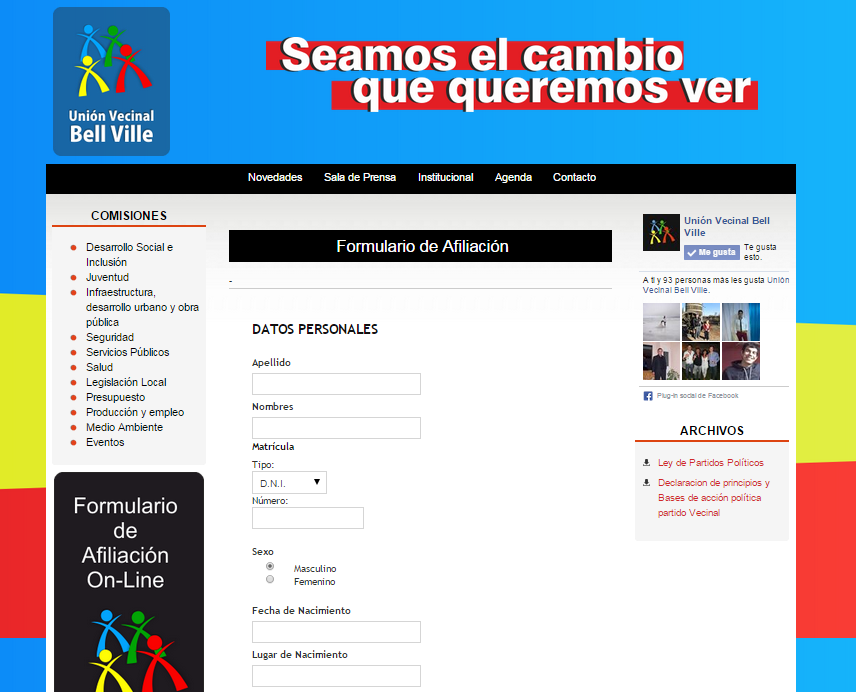 Unión Vecinal
Bell Ville
Seamos el cambio
que queremos ver
Novedades Sala de Prensa Institucional Agenda Contacto
COMISIONES
Desarrollo Social e
Inclusión
Juventud
Infraestructura,
desarrollo urbano y obra
pública
Seguridad
Servicios Públicos
Salud
Legislación Local
Presupuesto
Producción y empleo
Medio Ambiente
Eventos
Formulario
de
Afiliación
On-Line
Formulario de Afiliación
-
DATOS PERSONALES
Apellido
Nombres
Matrícula
Tipo:
D.N.I.
Número:
Sexo
Masculino
Femenino
Fecha de Nacimiento
Lugar de Nacimiento
Unión Vecinal Bell
Ville
Me gusta Te gusta
esto.
A ti y 93 personas más les gusta Unión
Vecinal Bell Ville.
Plug-in social de Facebook
ARCHIVOS
Ley de Partidos Políticos
Declaracion de principios y
Bases de acción política
partido Vecinal